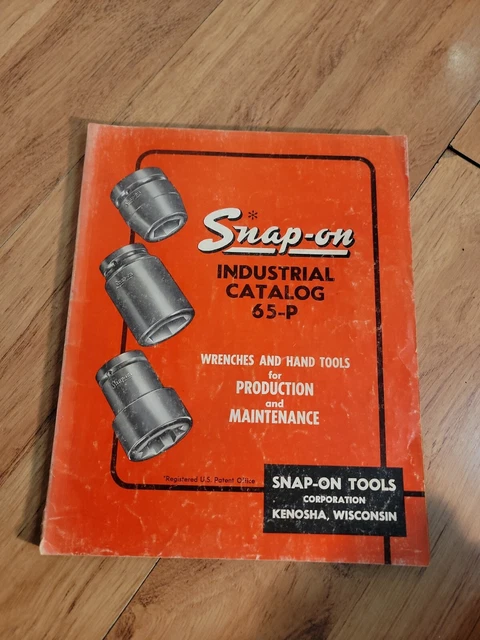 Snap-on*
INDUSTRIAL
CATALOG
65-P
WRENCHES AND HAND TOOLS
for
PRODUCTION
and
MAINTENANCE
*Registered U.S. Patent Office
SNAP-ON TOOLS
CORPORATION
KENOSHA, WISCONSIN